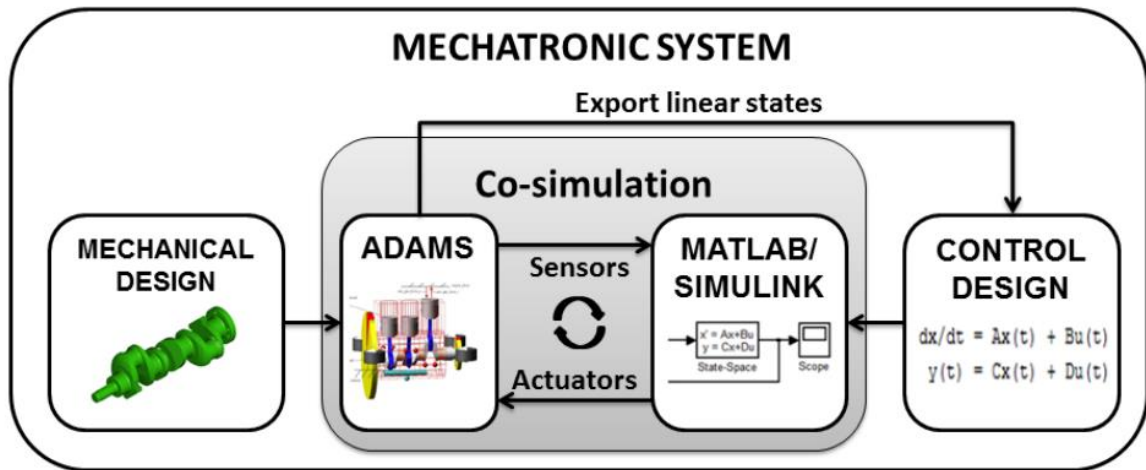 MECHATRONIC SYSTEM
Export linear states
Co-simulation
MECHANICAL
DESIGN
ADAMS
Sensors
Actuators
MATLAB/
SIMULINK
x' = Ax+Bu
y = Cx+Du
State-Space
Scope
CONTROL
DESIGN
dx/dt = Ax(t) + Bu(t)
y(t) = Cx(t) + Du(t)